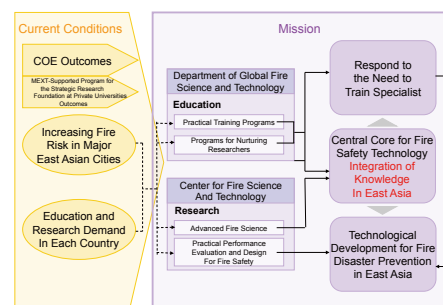 Current Conditions
COE Outcomes
MEXT-Supported Program for
the Strategic Research
Foundation at Private Universities
Outcomes
Increasing Fire
Risk in Major
East Asian Cities
Education and
Research Demand
In Each Country
Mission
Department of Global Fire
Science and Technology
Education
Practical Training Programs
Programs for Nurturing
Researchers
Center for Fire Science
And Technology
Research
Advanced Fire Science
Practical Performance
Evaluation and Design
For Fire Safety
Respond to
the Need to
Train Specialist
Central Core for Fire
Safety Technology
Integration of
Knowledge
In East Asia
Technological
Development for Fire
Disaster Prevention
in East Asia